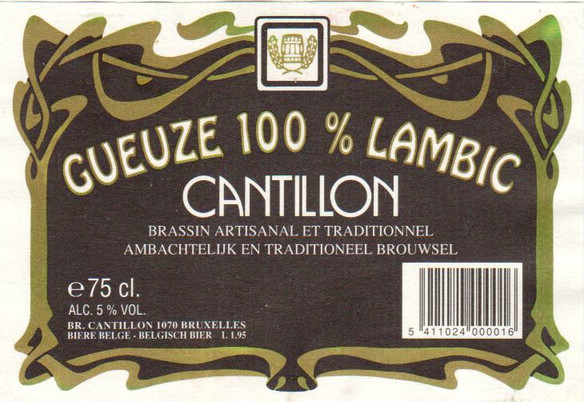 GUEUZE 100 % LAMBIC
CANTILLON
BRASSIN ARTISANAL ET TRADITIONNEL
AMBACHTELIJK EN TRADITIONEEL BROUWSEL
e 75 cl.
ALC. 5 % VOL.
BR. CANTILLON 1070 BRUXELLES
BIERE BELGE - BELGISCH BIER L 1.95
5 411024 000016